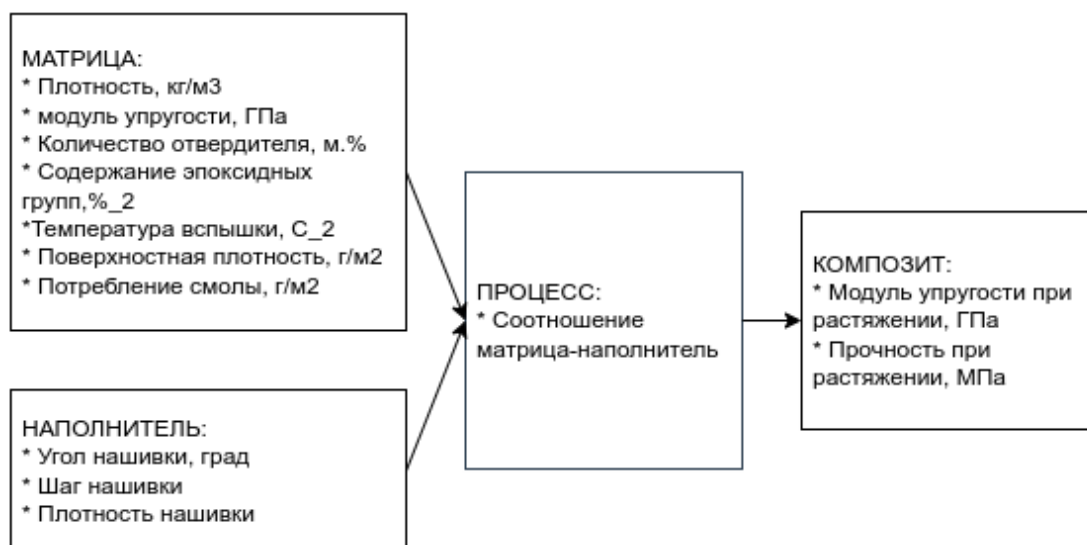 МАТРИЦА:
* Плотность, кг/м3
* модуль упругости, ГПа
* Количество отвердителя, м.%
* Содержание эпоксидных
групп,%_2
*Температура вспышки, С_2
* Поверхностная плотность, г/м2
* Потребление смолы, г/м2
НАПОЛНИТЕЛЬ:
* Угол нашивки, град
* Шаг нашивки
* Плотность нашивки
ПРОЦЕСС:
* Соотношение
матрица-наполнитель
КОМПОЗИТ:
* Модуль упругости при
растяжении, ГПа
* Прочность при
растяжении, МПа